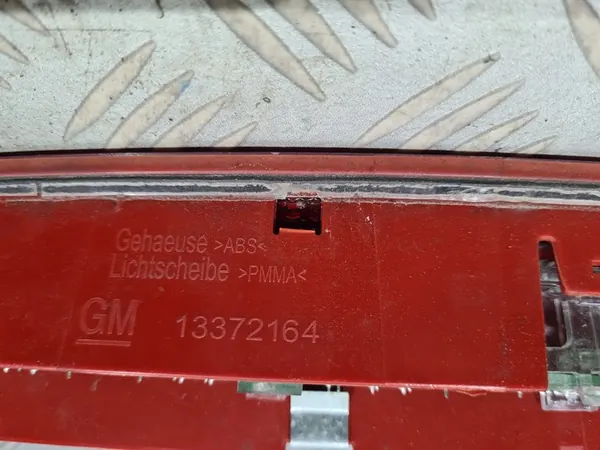 Gehaeuse >ABS<
Lichtscheibe >PMMA<
GM 13372164